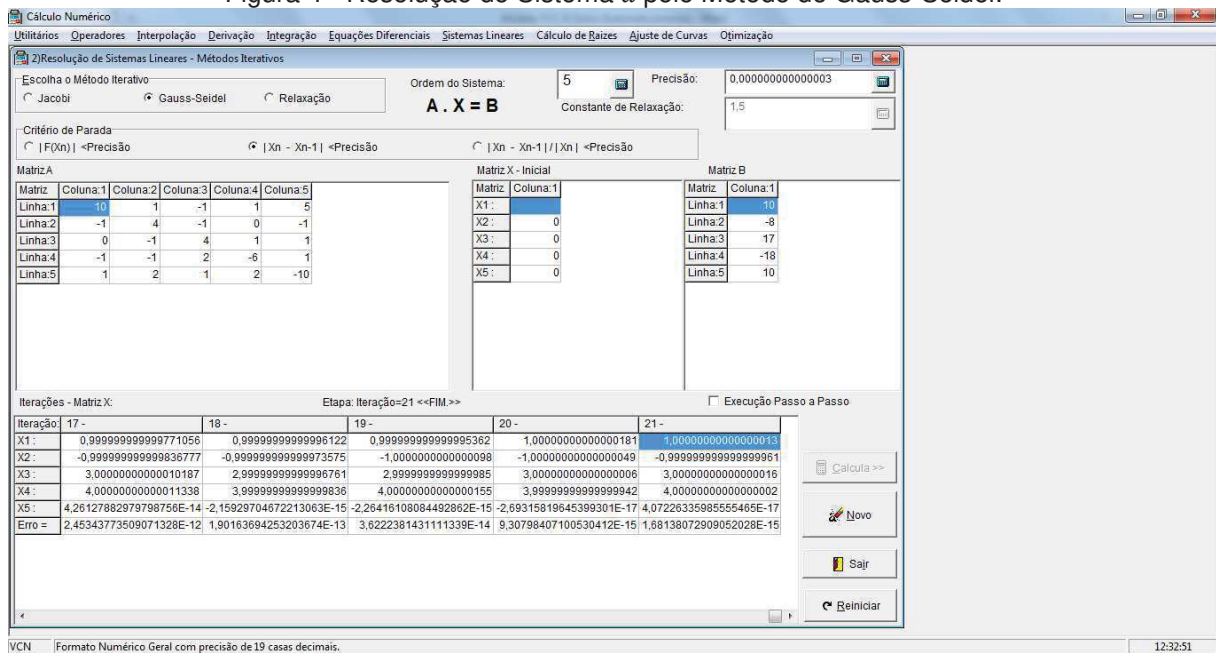 Figura 4 - Resolução do Sistema a pelo Método de Gauss-Seidel.
Cálculo Numérico
Utilitários Operadores Interpolação Derivação Integração Equações Diferenciais Sistemas Lineares Cálculo de Raizes Ajuste de Curvas Otimização
2)Resolução de Sistemas Lineares - Métodos Iterativos
Escolha o Método Iterativo
Jacobi Gauss-Seidel Relaxação
Ordem do Sistema: 5
Precisão: 0,000000000000003
A . X = B
Constante de Relaxação: 1,5
Critério de Parada
| F(Xn) | <Precisão | Xn - Xn-1 | <Precisão | Xn - Xn-1 | / | Xn | <Precisão
Matriz A
Matriz Coluna:1 Coluna:2 Coluna:3 Coluna:4 Coluna:5
Linha:1 10 1 -1 1 5
Linha:2 -1 4 -1 0 -1
Linha:3 0 -1 4 1 1
Linha:4 -1 -1 2 -6 1
Linha:5 1 2 1 2 -10
Matriz X - Inicial
Matriz Coluna:1
X1 :
X2 : 0
X3 : 0
X4 : 0
X5 : 0
Matriz B
Matriz Coluna:1
Linha:1 10
Linha:2 -8
Linha:3 17
Linha:4 -18
Linha:5 10
Iterações - Matriz X: Etapa: Iteração=21 <<FIM.>> Execução Passo a Passo
Iteração: 17 - 18 - 19 - 20 - 21 -
X1 : 0,999999999999771056 0,99999999999996122 0,999999999999995362 1,00000000000000181 1,00000000000000013
X2 : -0,999999999999836777 -0,999999999999973575 -1,0000000000000098 -1,00000000000000049 -0,999999999999999961
X3 : 3,0000000000010187 2,99999999999996761 2,9999999999999985 3,00000000000000006 3,00000000000000016
X4 : 4,00000000000011338 3,99999999999999836 4,00000000000000155 3,99999999999999942 4,0000000000000002
X5 : 4,26127882979798756E-14 -2,15929704672213063E-15 -2,26416108084492862E-15 -2,69315819645399301E-17 4,07226335985555465E-17
Erro = 2,45343773509071328E-12 1,90163694253203674E-13 3,62223814311113​39E-14 9,30798407100530412E-15 1,68138072909052028E-15
Calcula >>
Novo
Sair
Reiniciar
VCN Formato Numérico Geral com precisão de 19 casas decimais. 12:32:51